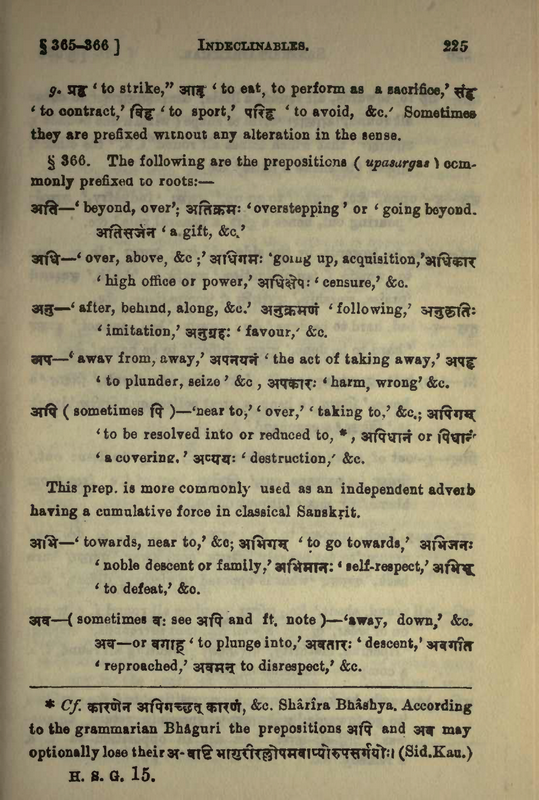 § 365–366 ] INDECLINABLES. 225
g. प्रहृ ‘ to strike,” आहृ ‘ to eat, to perform as a sacrifice,’ संहृ
‘ to contract,’ विहृ ‘ to sport,’ परिहृ ‘ to avoid, &c.’ Sometimes
they are prefixed without any alteration in the sense.
§ 366. The following are the prepositions ( upasargas ) com-
monly prefixed to roots:—
अति—‘ beyond, over’; अतिक्रमः ‘overstepping ’ or ‘ going beyond.
अतिसर्जन ‘ a gift, &c.’
अधि—‘ over, above, &c ;’ अधिगमः ‘going up, acquisition,’ अधिकार
‘ high office or power,’ अधिक्षेपः ‘ censure,’ &c.
अनु—‘ after, behind, along, &c.’ अनुक्रमणं ‘ following,’ अनुकृतिः
‘ imitation,’ अनुग्रहः ‘ favour,’ &c.
अप—‘ away from, away,’ अपनयनं ‘ the act of taking away,’ अपहृ
‘ to plunder, seize ’ &c , अपकारः ‘ harm, wrong’ &c.
अपि ( sometimes पि )—‘near to,’ ‘ over,’ ‘ taking to,’ &c.; अपिगम्
‘to be resolved into or reduced to, *, अपिधानं or पिधानं
‘ a covering.’ अप्ययः ‘ destruction,’ &c.
This prep. is more commonly used as an independent adverb
having a cumulative force in classical Sanskṛit.
अभि—‘ towards, near to,’ &c; अभिगम् ‘ to go towards,’ अभिजनः
‘ noble descent or family,’ अभिमानः ‘ self-respect,’ अभिभू
‘ to defeat,’ &c.
अव—( sometimes व: see अपि and ft. note )—‘away, down,’ &c.
अव—or वगाह् ‘ to plunge into,’ अवतारः ‘ descent,’ अवगीत
‘ reproached,’ अवमन् to disrespect,’ &c.
* Cf. कारणेन अपिगच्छत् कारणं, &c. Shârîra Bhâshya. According
to the grammarian Bhâguri the prepositions अपि and अव may
optionally lose their अ- वष्टि भागुरीरल्लोपमवाप्योरुपसर्गयोः। (Sid.Kau.)
H. S. G. 15.